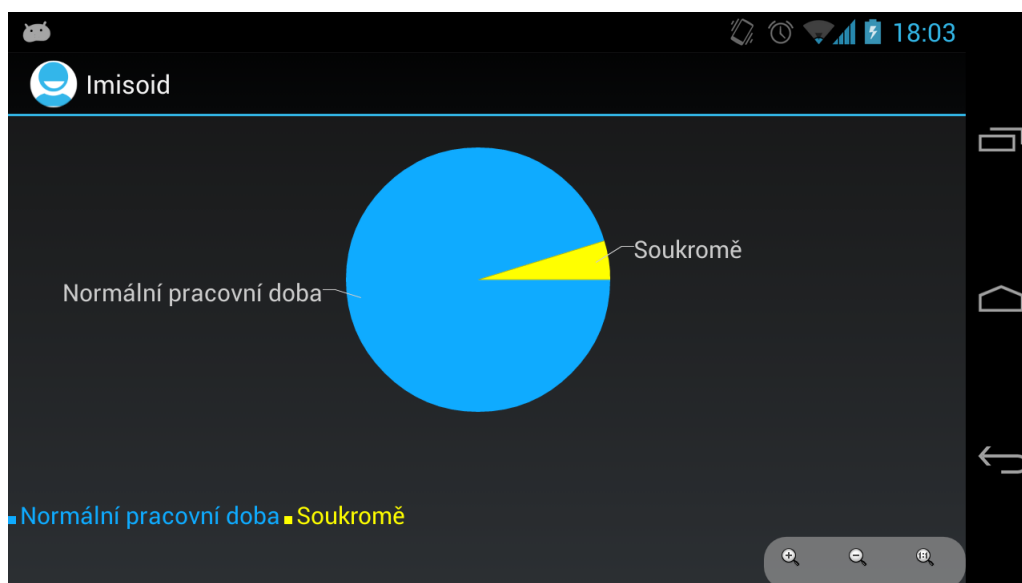 18:03
Imisoid
Soukromě
Normální pracovní doba
Normální pracovní doba Soukromě